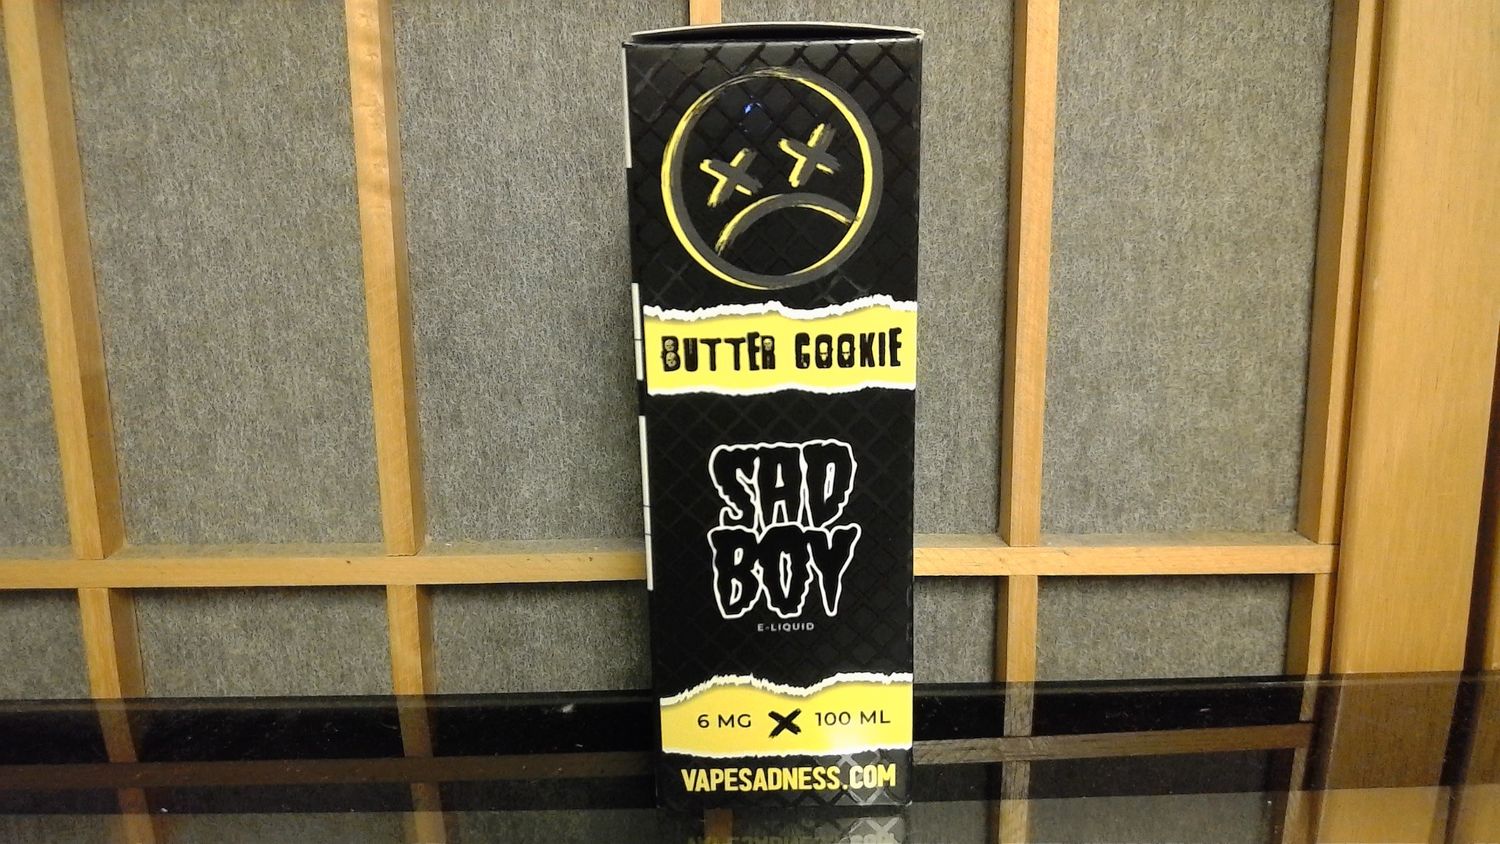 BUTTER COOKIE
SAD
BOY
E-LIQUID
6 MG X 100 ML
VAPESADNESS.COM